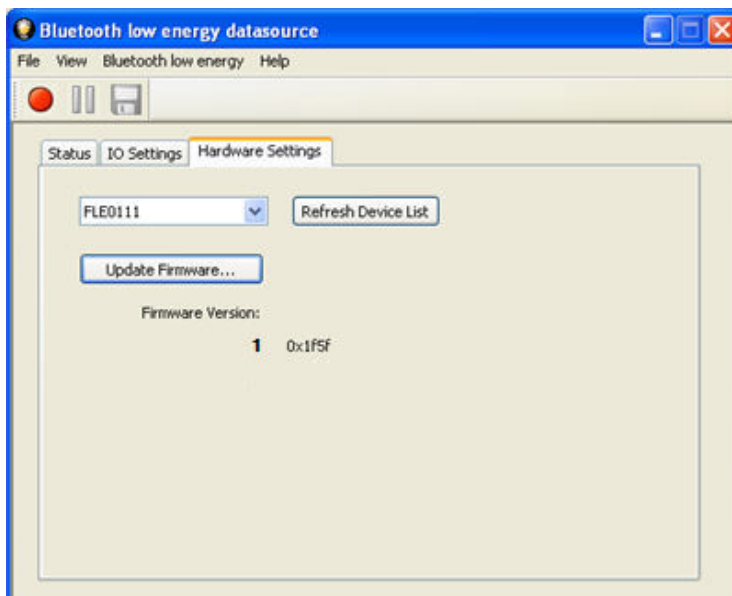 Bluetooth low energy datasource
File View Bluetooth low energy Help
Status IO Settings Hardware Settings
FLE0111 Refresh Device List
Update Firmware...
Firmware Version:
1 0x1f5f